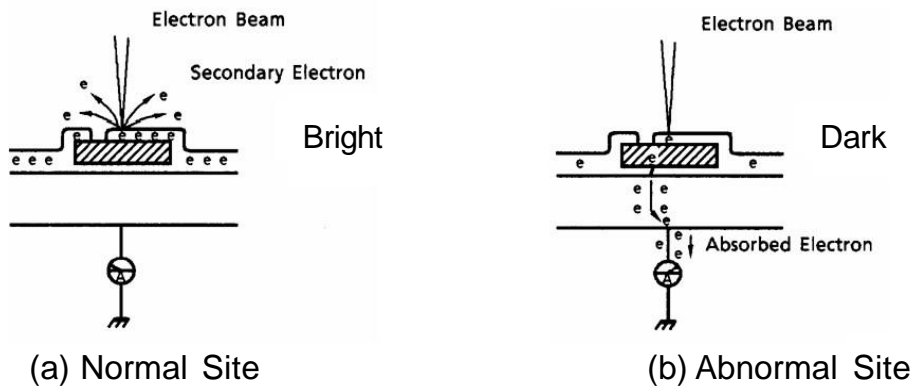 Electron Beam
Secondary Electron
e
e
e
e
Bright
e e e e e
e e e
e e e
A
(a) Normal Site
Electron Beam
Dark
e
e
e
e
e e
e e
e
e e
e
Absorbed Electron
A
(b) Abnormal Site